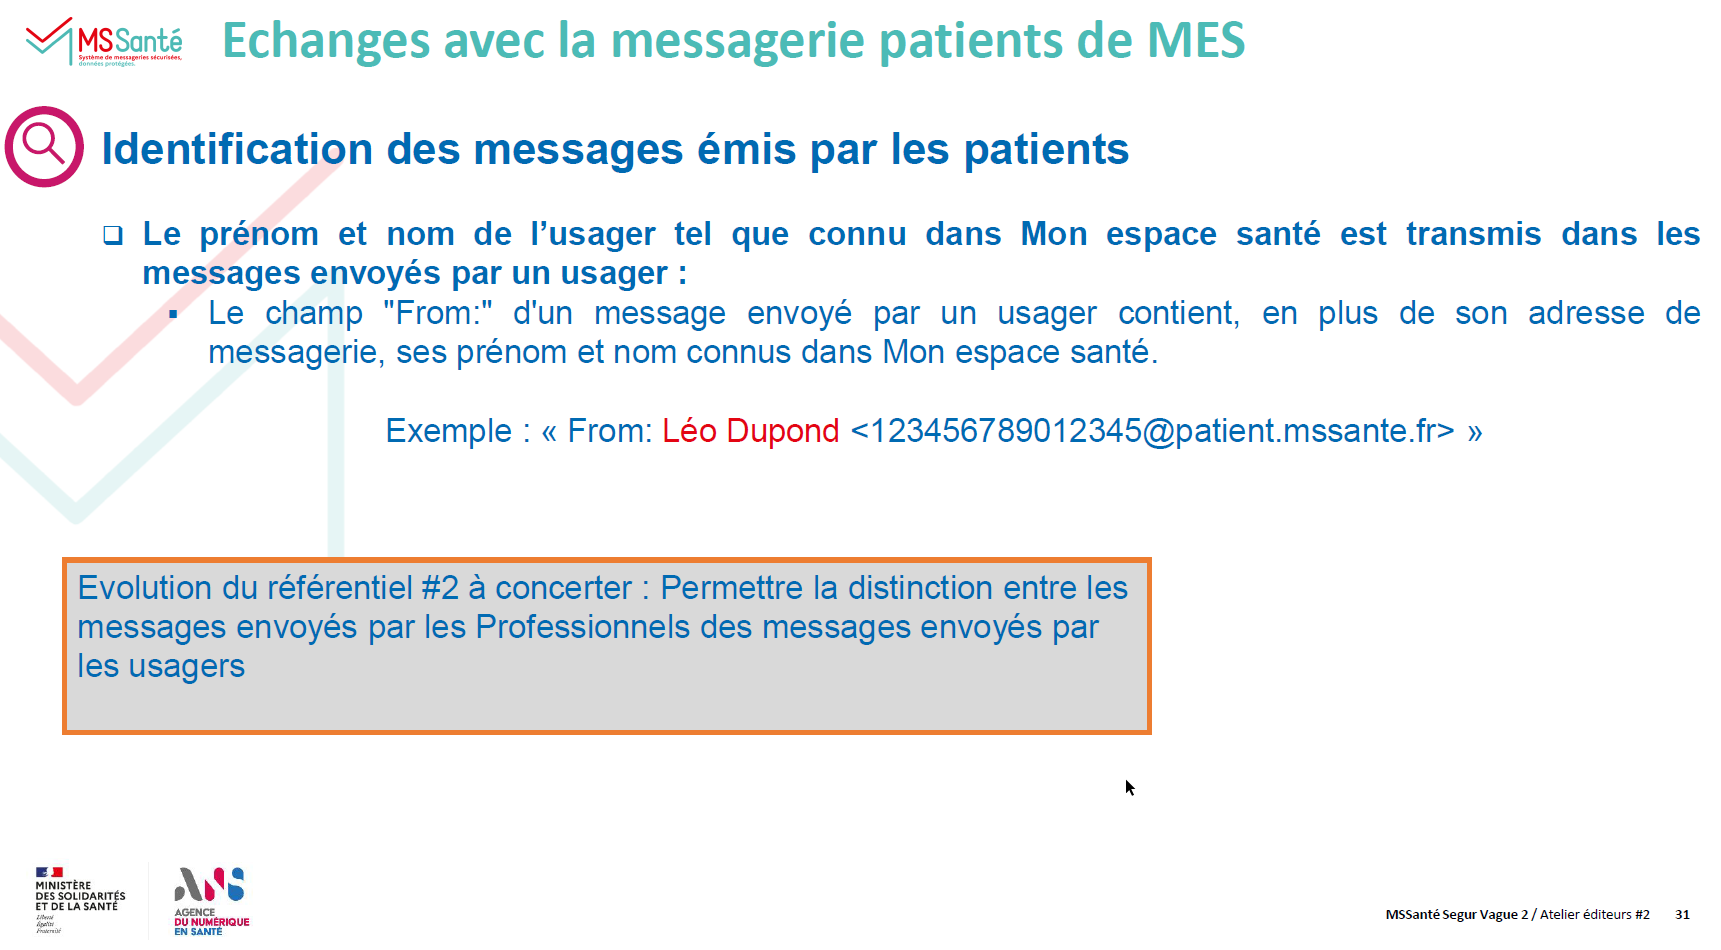 MSSanté
Système de messageries sécurisées,
données protégées.
Echanges avec la messagerie patients de MES
Identification des messages émis par les patients
Le prénom et nom de l’usager tel que connu dans Mon espace santé est transmis dans les
messages envoyés par un usager :
Le champ "From:" d'un message envoyé par un usager contient, en plus de son adresse de
messagerie, ses prénom et nom connus dans Mon espace santé.
Exemple : « From: Léo Dupond <123456789012345@patient.mssante.fr> »
Evolution du référentiel #2 à concerter : Permettre la distinction entre les
messages envoyés par les Professionnels des messages envoyés par
les usagers
MINISTÈRE
DES SOLIDARITÉS
ET DE LA SANTÉ
Liberté
Égalité
Fraternité
ANS
AGENCE
DU NUMÉRIQUE
EN SANTÉ
MSSanté Segur Vague 2 / Atelier éditeurs #2 31